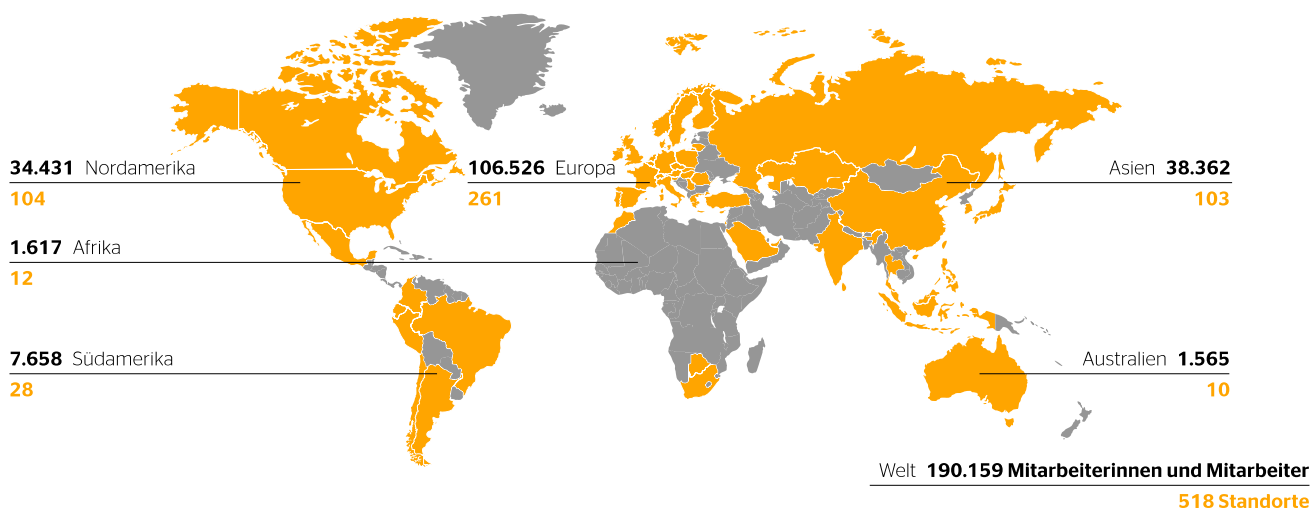 34.431 Nordamerika
104
106.526 Europa
261
Asien 38.362
103
1.617 Afrika
12
7.658 Südamerika
28
Australien 1.565
10
Welt 190.159 Mitarbeiterinnen und Mitarbeiter
518 Standorte